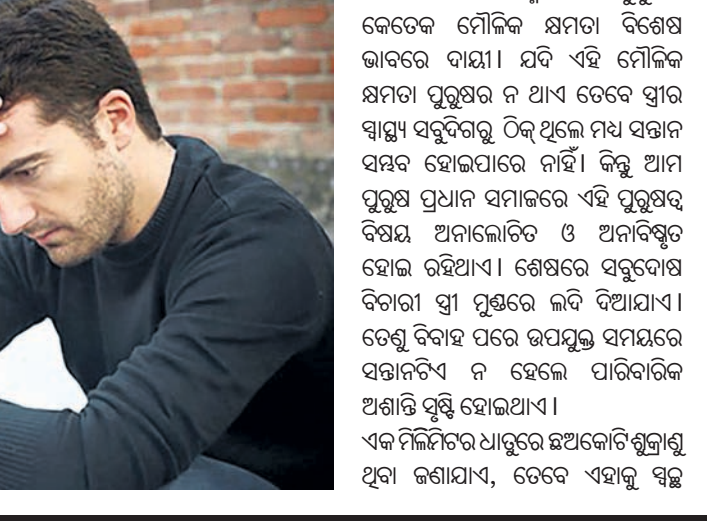 କେତେକ ମୌଳିକ କ୍ଷମତା ବିଶେଷ
ଭାବରେ ଦାୟୀ। ଯଦି ଏହି ମୌଳିକ
କ୍ଷମତା ପୁରୁଷର ନ ଥାଏ ତେବେ ସ୍ତ୍ରୀର
ସ୍ୱାସ୍ଥ୍ୟ ସବୁଦିଗରୁ ଠିକ୍ ଥିଲେ ମଧ୍ୟ ସନ୍ତାନ
ସମ୍ଭବ ହୋଇପାରେ ନାହିଁ। କିନ୍ତୁ ଆମ
ପୁରୁଷ ପ୍ରଧାନ ସମାଜରେ ଏହି ପୁରୁଷତ୍ୱ
ବିଷୟ ଅନାଲୋଚିତ ଓ ଅନାବିଷ୍କୃତ
ହୋଇ ରହିଥାଏ। ଶେଷରେ ସବୁଦୋଷ
ବିଚାରୀ ସ୍ତ୍ରୀ ମୁଣ୍ଡରେ ଲଦି ଦିଆଯାଏ।
ତେଣୁ ବିବାହ ପରେ ଉପଯୁକ୍ତ ସମୟରେ
ସନ୍ତାନଟିଏ ନ ହେଲେ ପାରିବାରିକ
ଅଶାନ୍ତି ସୃଷ୍ଟି ହୋଇଥାଏ।
ଏକ ମିଳିମିଟର ଧାତୁରେ ଛଅକୋଟି ଶୁକ୍ରାଣୁ
ଥିବା ଜଣାଯାଏ, ତେବେ ଏହାକୁ ସ୍ୱଚ୍ଛ